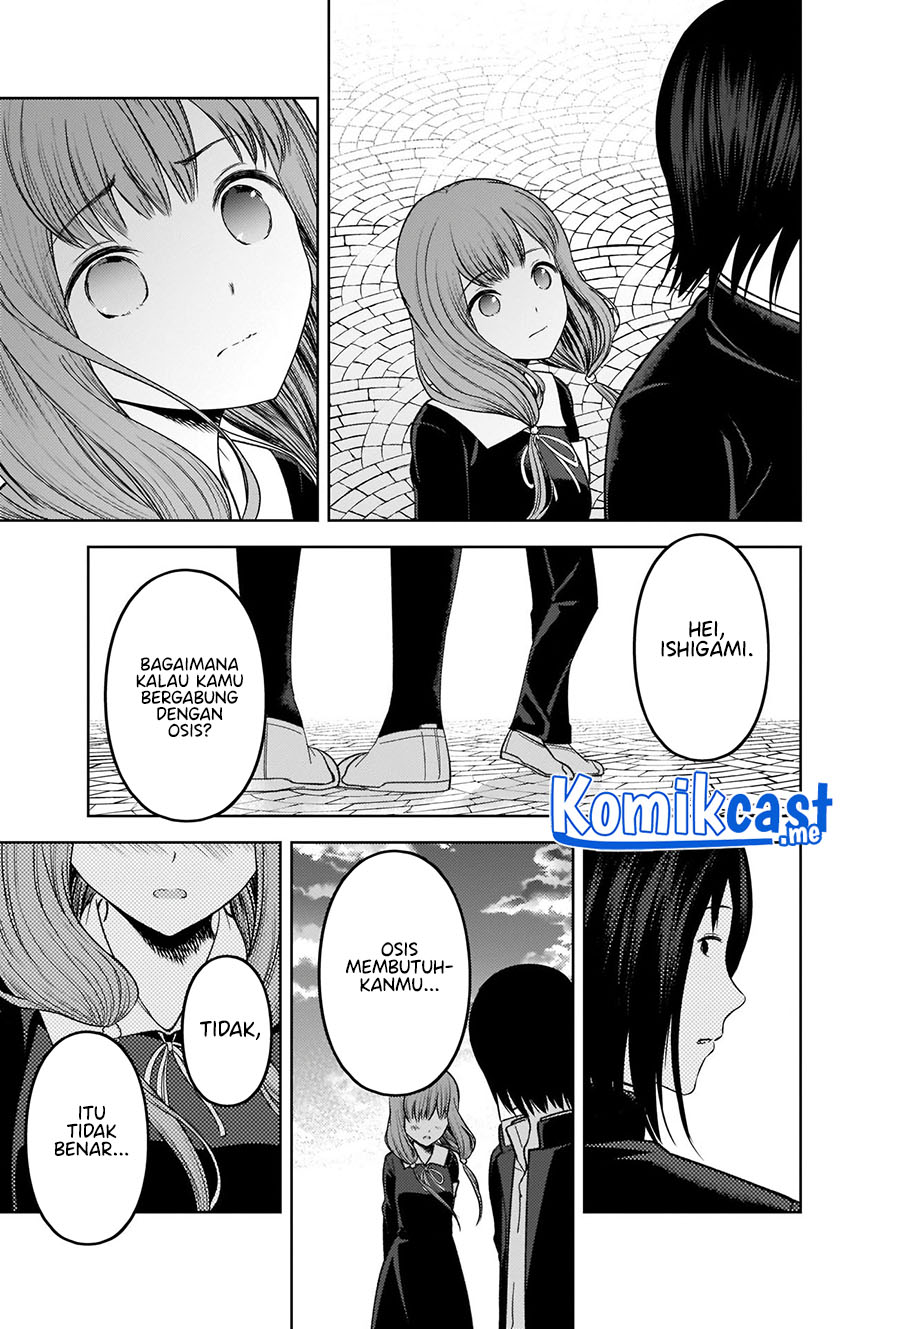 HEI,
ISHIGAMI.
BAGAIMANA
KALAU KAMU
BERGABUNG
DENGAN
OSIS?
Komikcast
.me
OSIS
MEMBUTUH-
KANMU...
TIDAK,
ITU
TIDAK
BENAR...